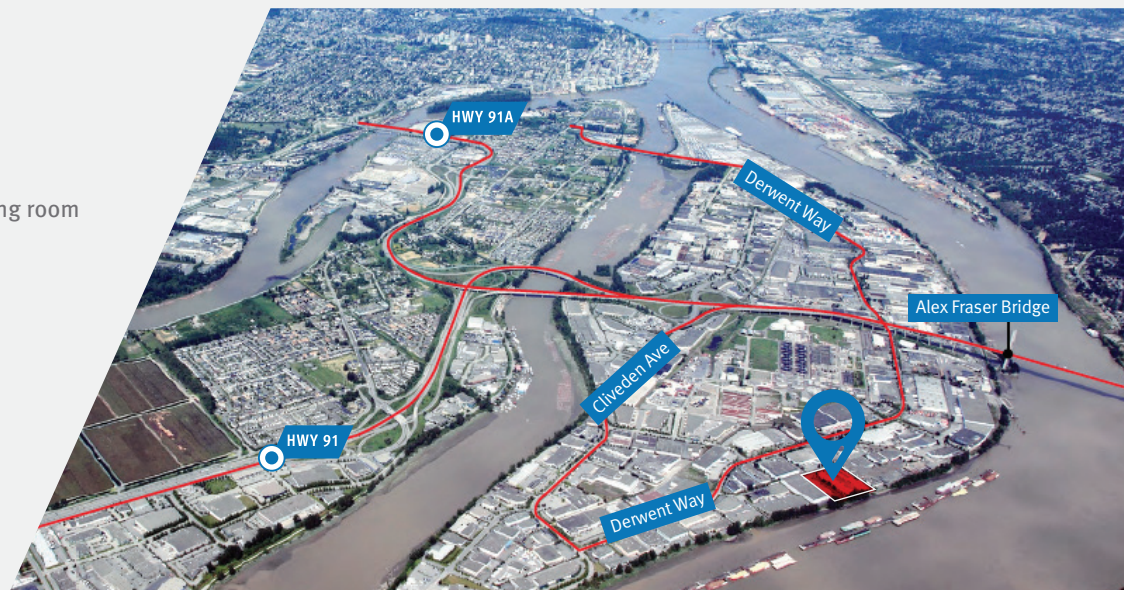 HWY 91A
Derwent Way
ng room
Alex Fraser Bridge
Cliveden Ave
HWY 91
Derwent Way